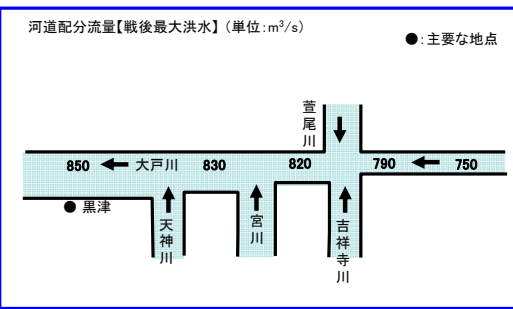 河道配分流量【戦後最大洪水】（単位:m³/s）
●:主要な地点
萱尾川
850 大戸川 830 820 790 750
●黒津
天神川
宮川
吉祥寺川